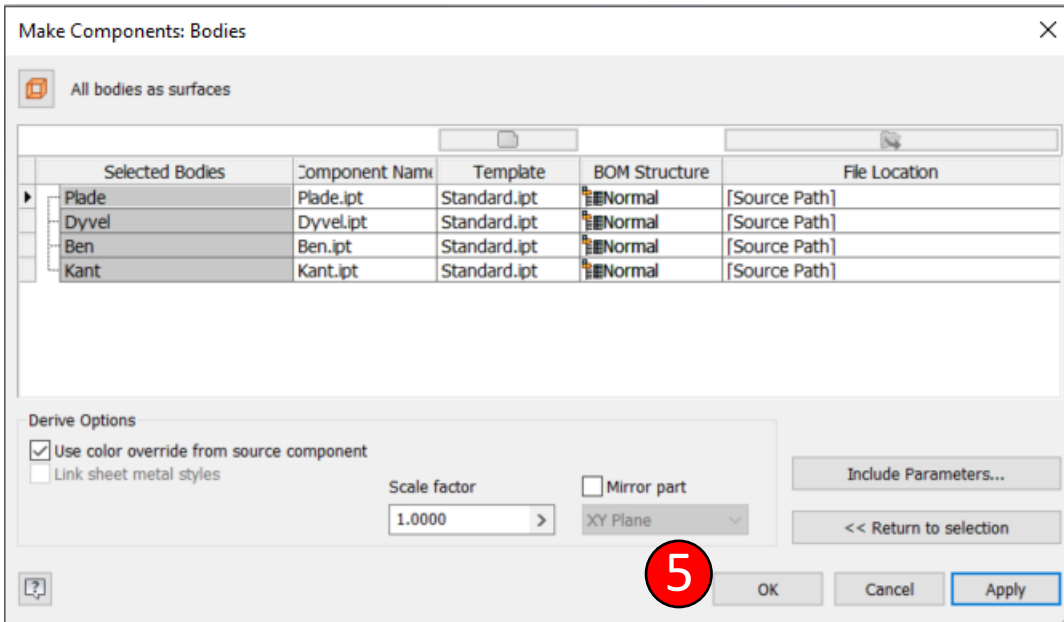 Make Components: Bodies
All bodies as surfaces
Selected Bodies Component Name Template BOM Structure File Location
Plade Plade.ipt Standard.ipt Normal [Source Path]
Dyvel Dyvel.ipt Standard.ipt Normal [Source Path]
Ben Ben.ipt Standard.ipt Normal [Source Path]
Kant Kant.ipt Standard.ipt Normal [Source Path]
Derive Options
Use color override from source component
Link sheet metal styles
Scale factor
Mirror part
Include Parameters...
1.0000 >
XY Plane
<< Return to selection
5
?
OK Cancel Apply